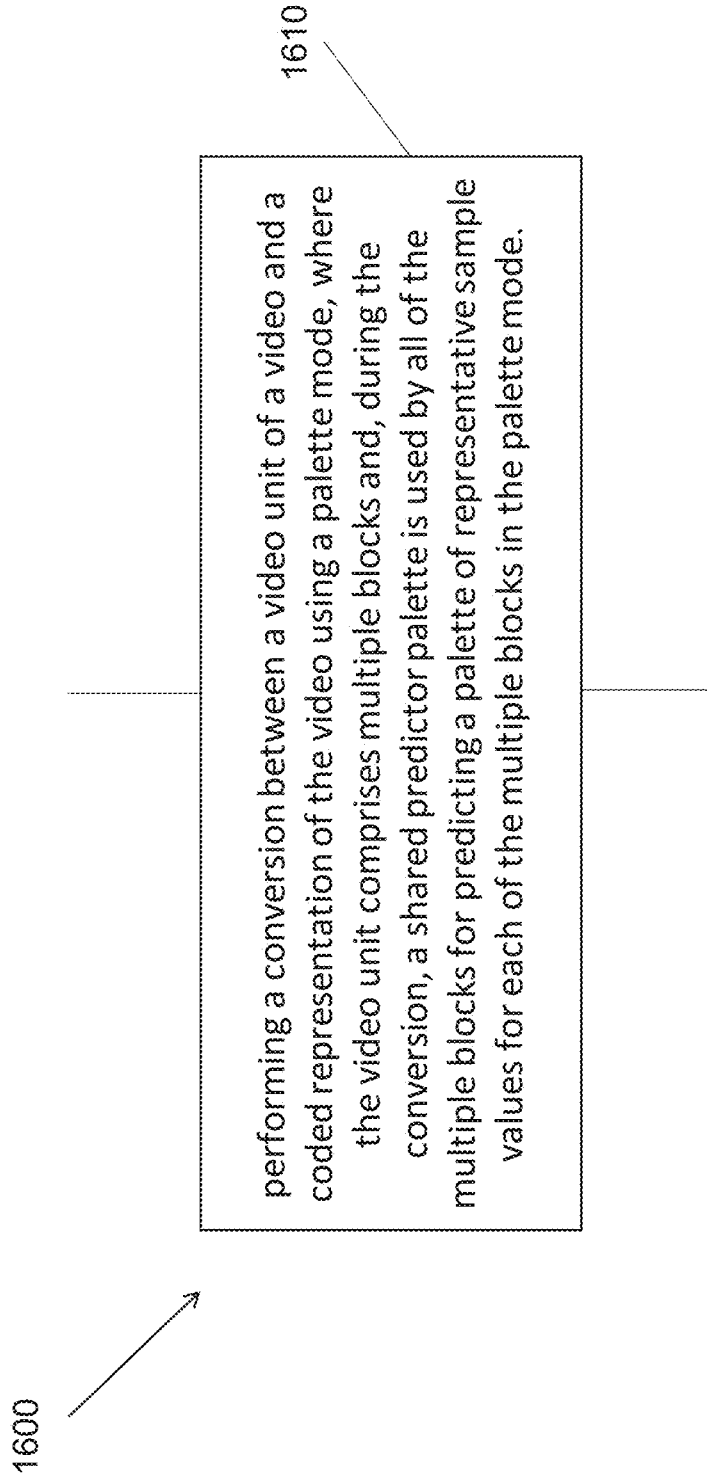 1600
1610
performing a conversion between a video unit of a video and a
coded representation of the video using a palette mode, where
the video unit comprises multiple blocks and, during the
conversion, a shared predictor palette is used by all of the
multiple blocks for predicting a palette of representative sample
values for each of the multiple blocks in the palette mode.